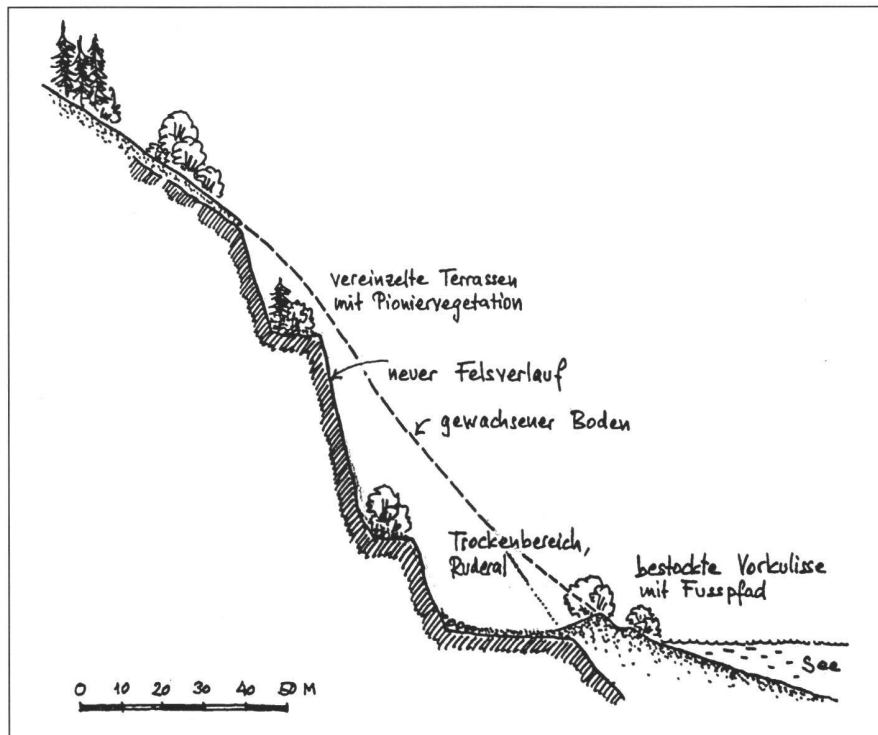 vereinzelte Terrassen
mit Pioniervegetation
neuer Felsverlauf
gewachsener Boden
Trockenbereich,
Ruderal
bestockte Vorkulisse
mit Fusspfad
See
0 10 20 30 40 50 M